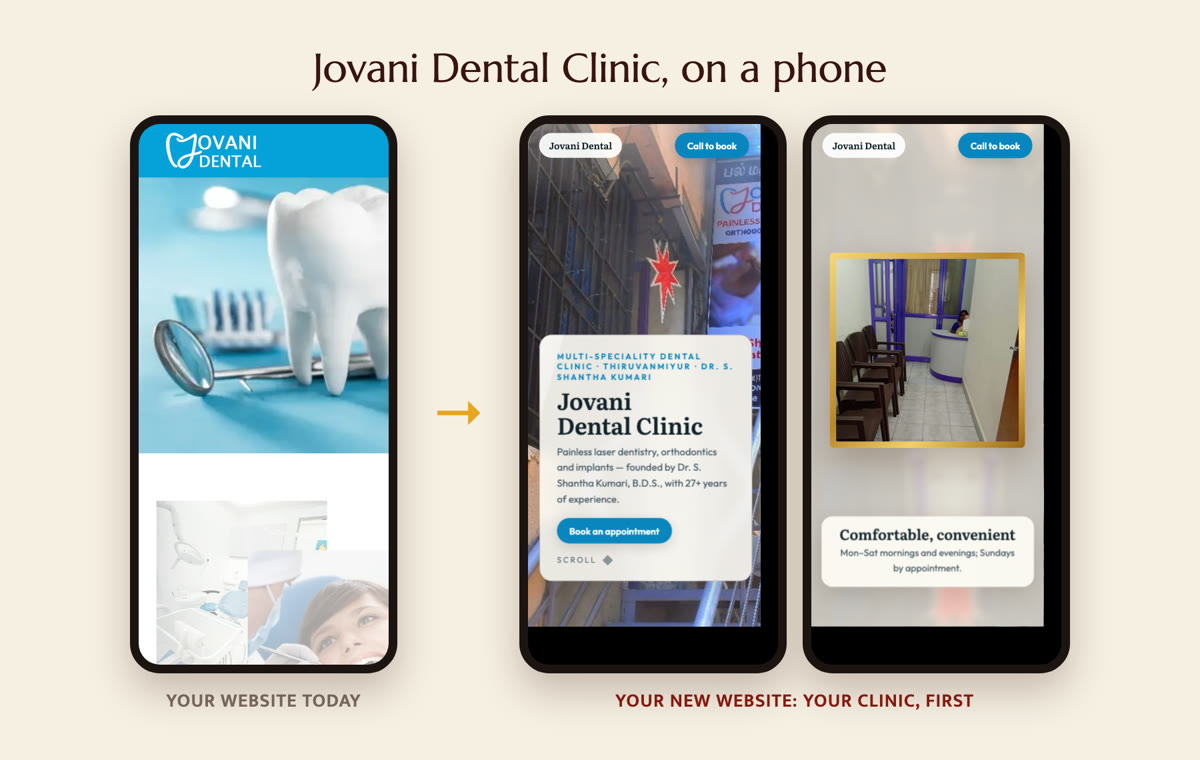 Jovani Dental Clinic, on a phone
JOVANI
DENTAL
YOUR WEBSITE TODAY
Jovani Dental
Call to book
பல்
PAINLESS
ORTHODO
MULTI-SPECIALITY DENTAL
CLINIC · THIRUVANMIYUR · DR. S.
SHANTHA KUMARI
Jovani
Dental Clinic
Painless laser dentistry, orthodontics
and implants — founded by Dr. S.
Shantha Kumari, B.D.S., with 27+ years
of experience.
Book an appointment
SCROLL
Jovani Dental
Call to book
Comfortable, convenient
Mon–Sat mornings and evenings; Sundays
by appointment.
YOUR NEW WEBSITE: YOUR CLINIC, FIRST